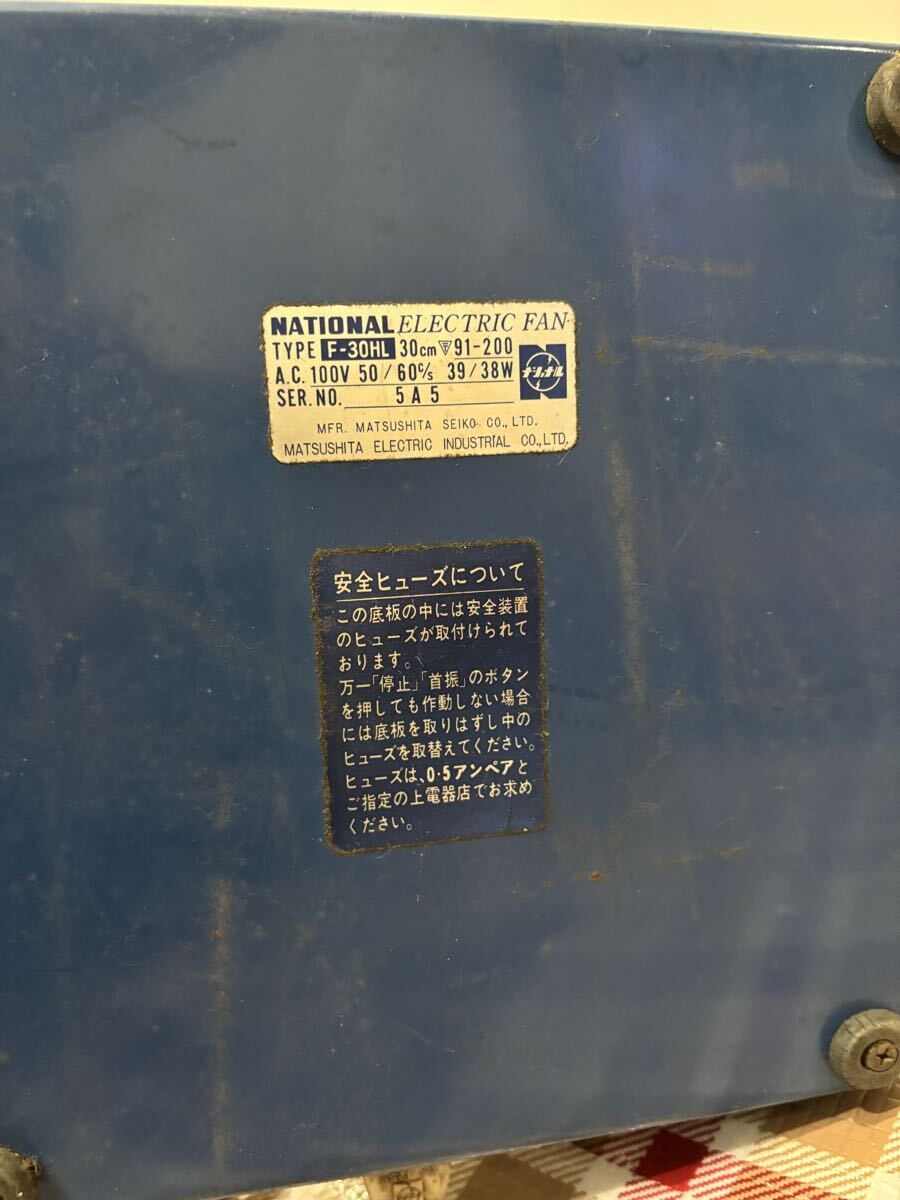 NATIONAL ELECTRIC FAN
TYPE F-30HL 30cm 〒 91-200
A.C. 100V 50/60c/s 39/38W
SER. NO. 5A5
ナショナル
MFR. MATSUSHITA SEIKO CO., LTD.
MATSUSHITA ELECTRIC INDUSTRIAL CO., LTD.
安全ヒューズについて
この底板の中には安全装置
のヒューズが取付けられて
おります。
万一「停止」「首振」のボタン
を押しても作動しない場合
には底板を取りはずし中の
ヒューズを取替えてください。
ヒューズは、0・5アンペアと
ご指定の上電器店でお求め
ください。